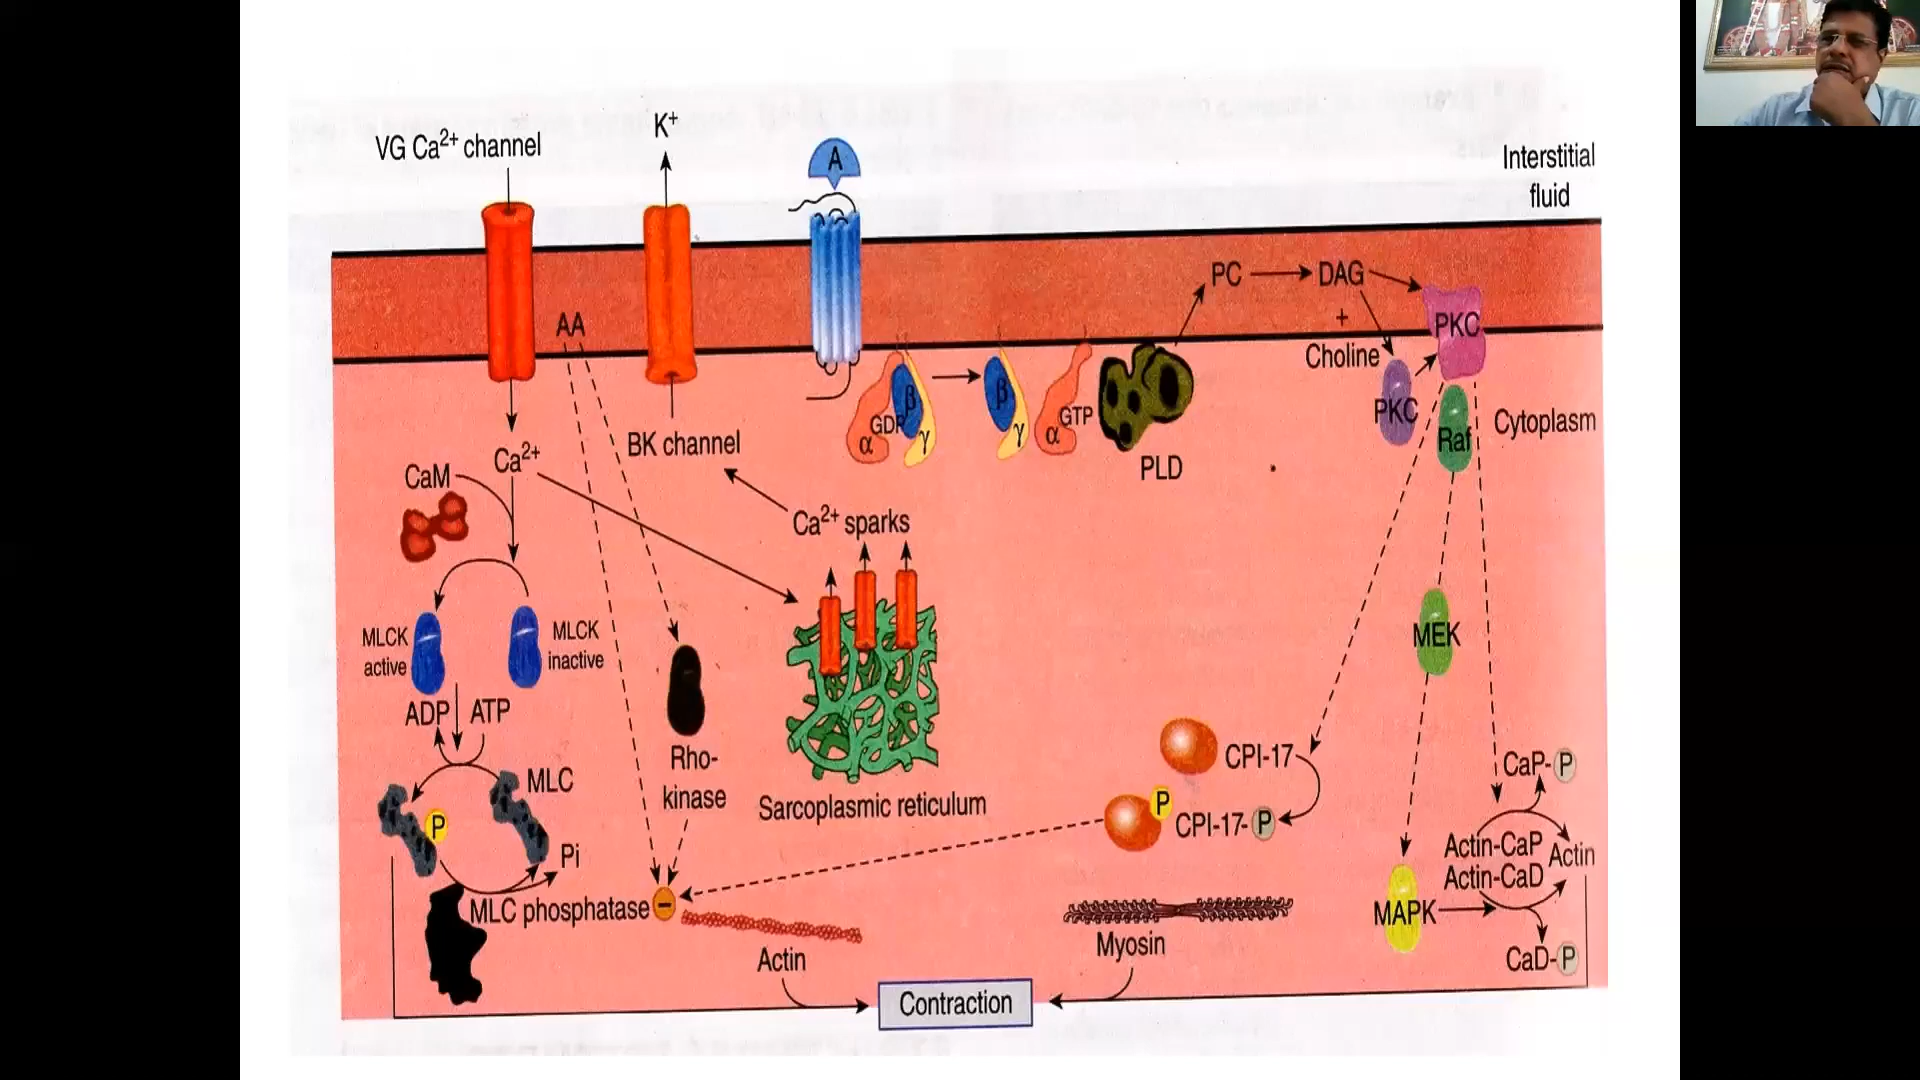 VG Ca2+ channel
K+
A
Interstitial
fluid
AA
PC
DAG
+
Choline
PKC
PKC
Raf
Cytoplasm
GDP
α
β
γ
β
γ
α
GTP
PLD
BK channel
CaM
Ca2+
Ca2+ sparks
MLCK
active
MLCK
inactive
MEK
ADP
ATP
Rho-
kinase
Sarcoplasmic reticulum
MLC
P
Pi
MLC phosphatase
−
CPI-17
P
CPI-17-P
CaP-P
Actin-CaP
Actin-CaD
Actin
MAPK
CaD-P
Actin
Myosin
Contraction